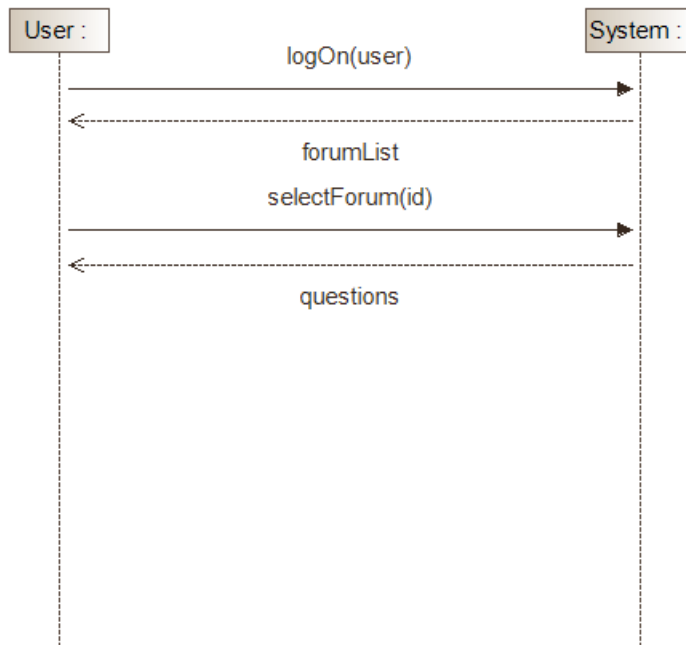 User :
System :
logOn(user)
forumList
selectForum(id)
questions